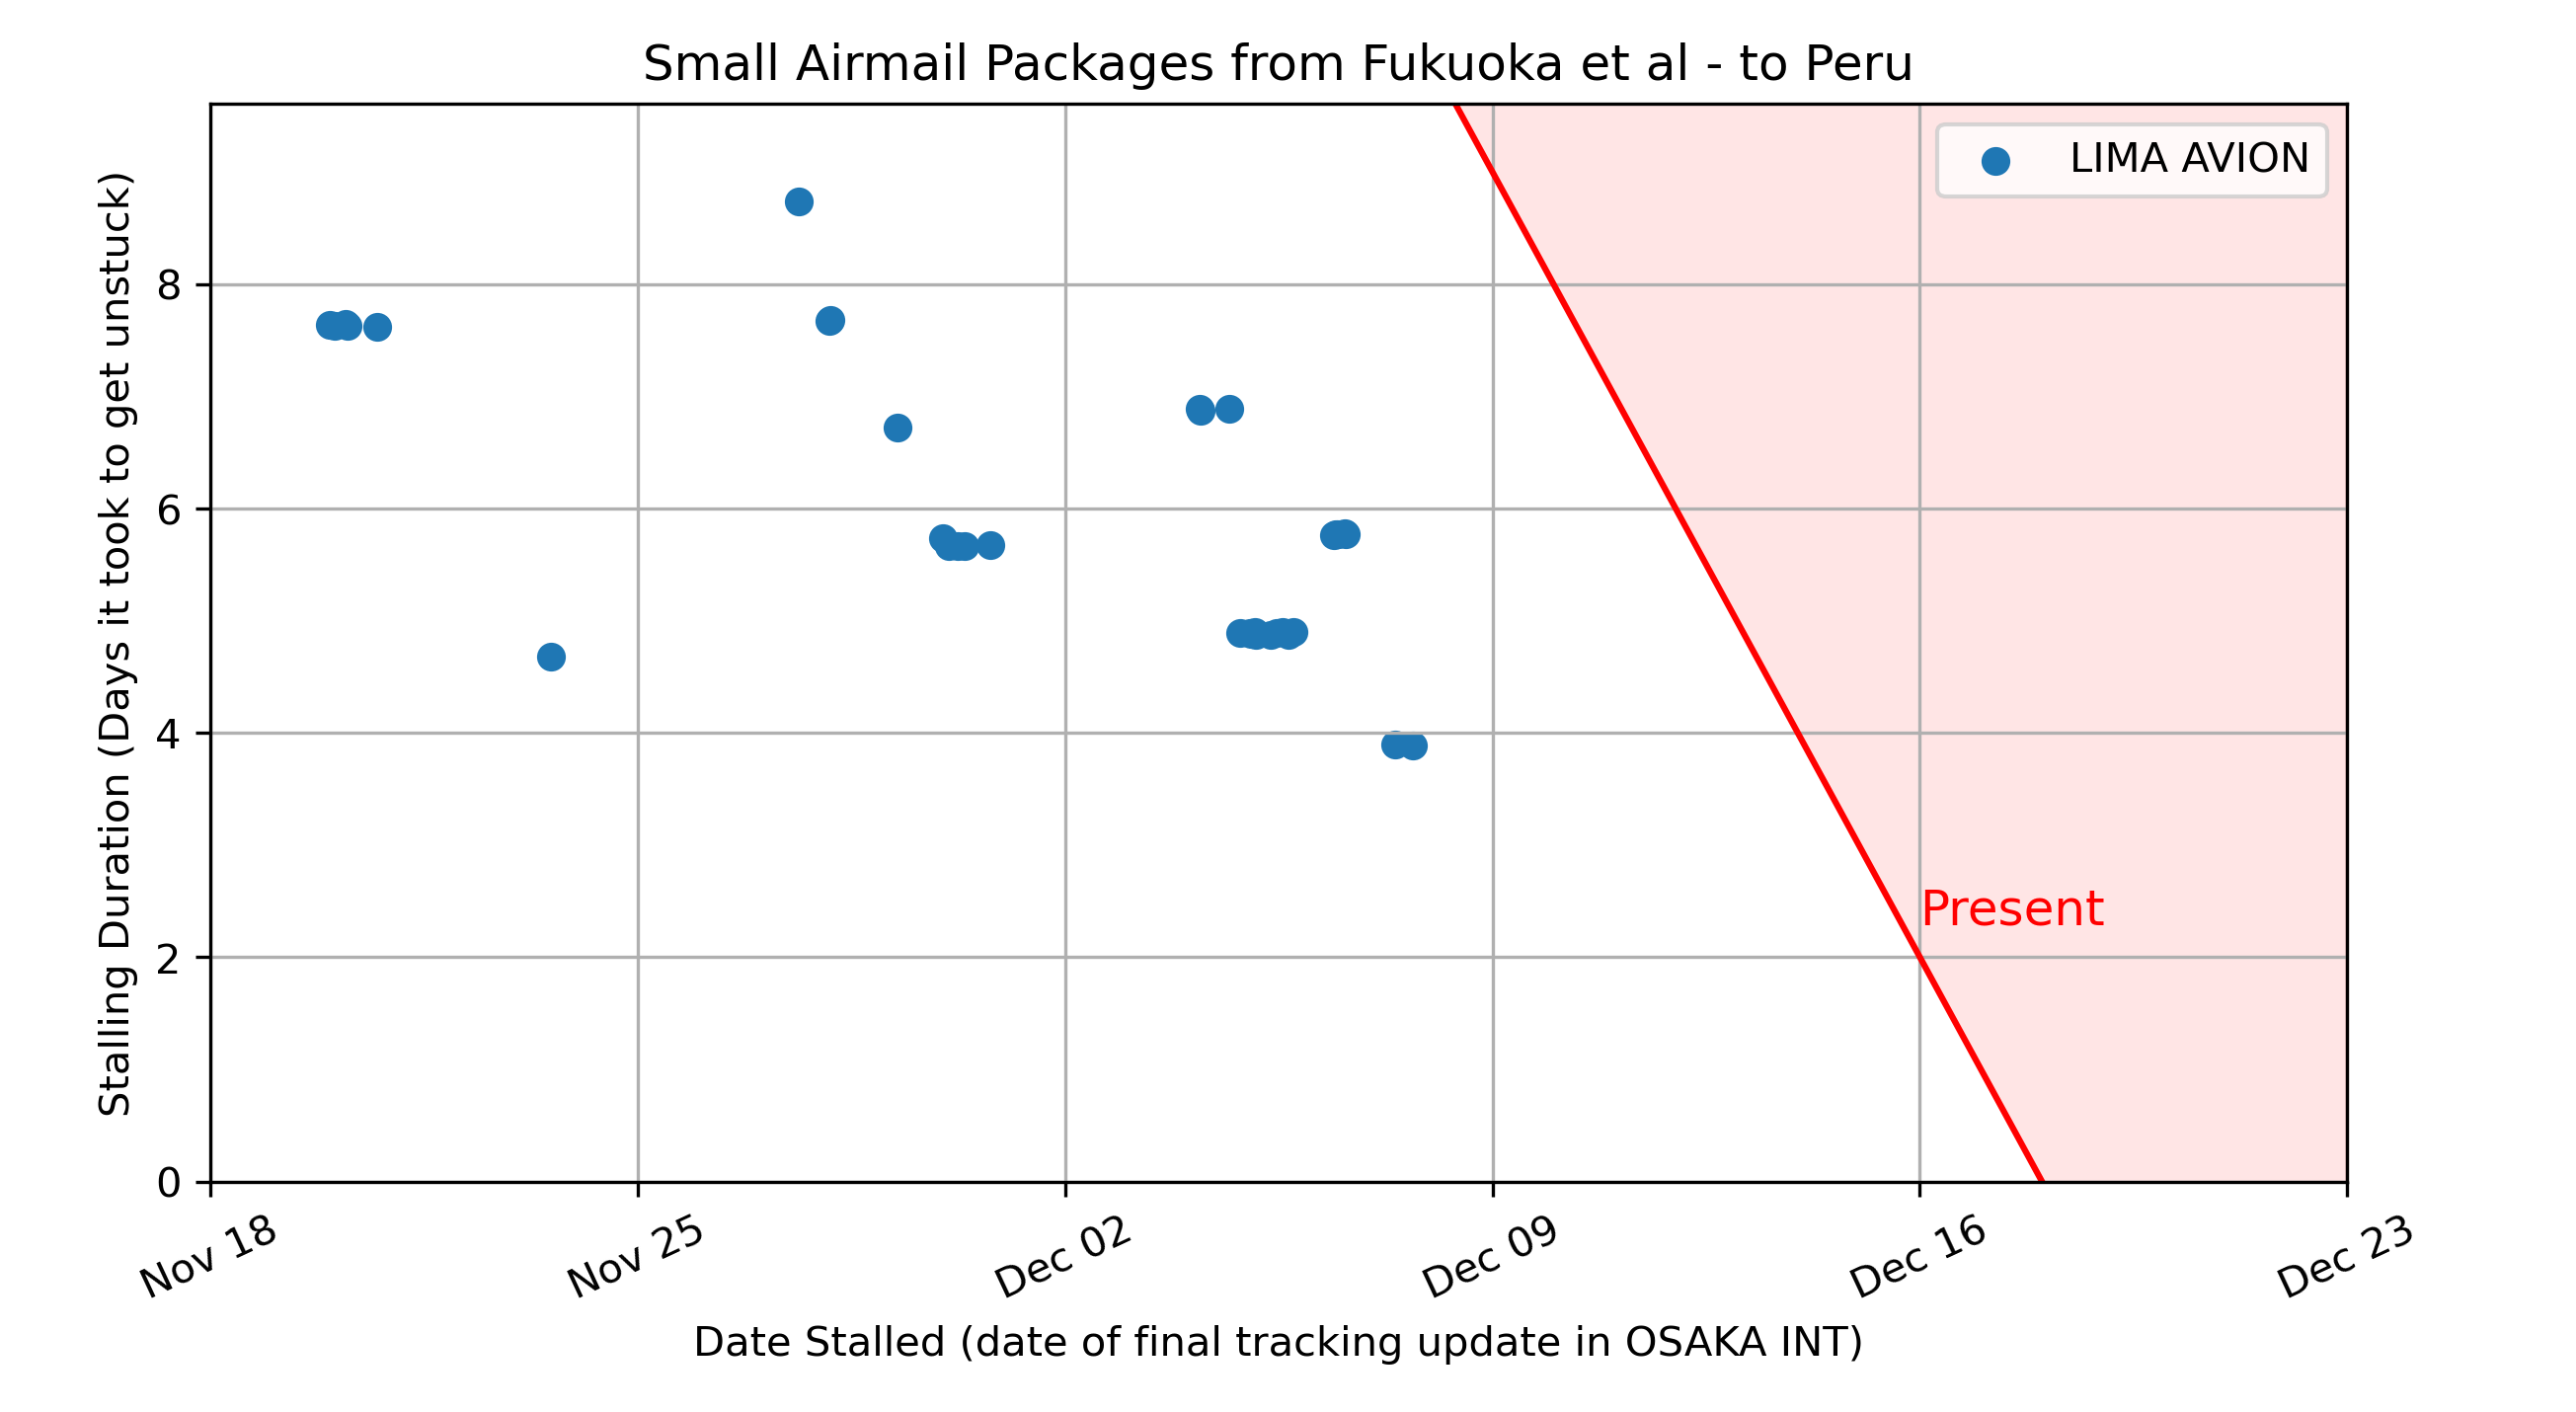 Small Airmail Packages from Fukuoka et al - to Peru
LIMA AVION
Stalling Duration (Days it took to get unstuck)
8
6
4
2
0
Present
Nov 18
Nov 25
Dec 02
Dec 09
Dec 16
Dec 23
Date Stalled (date of final tracking update in OSAKA INT)